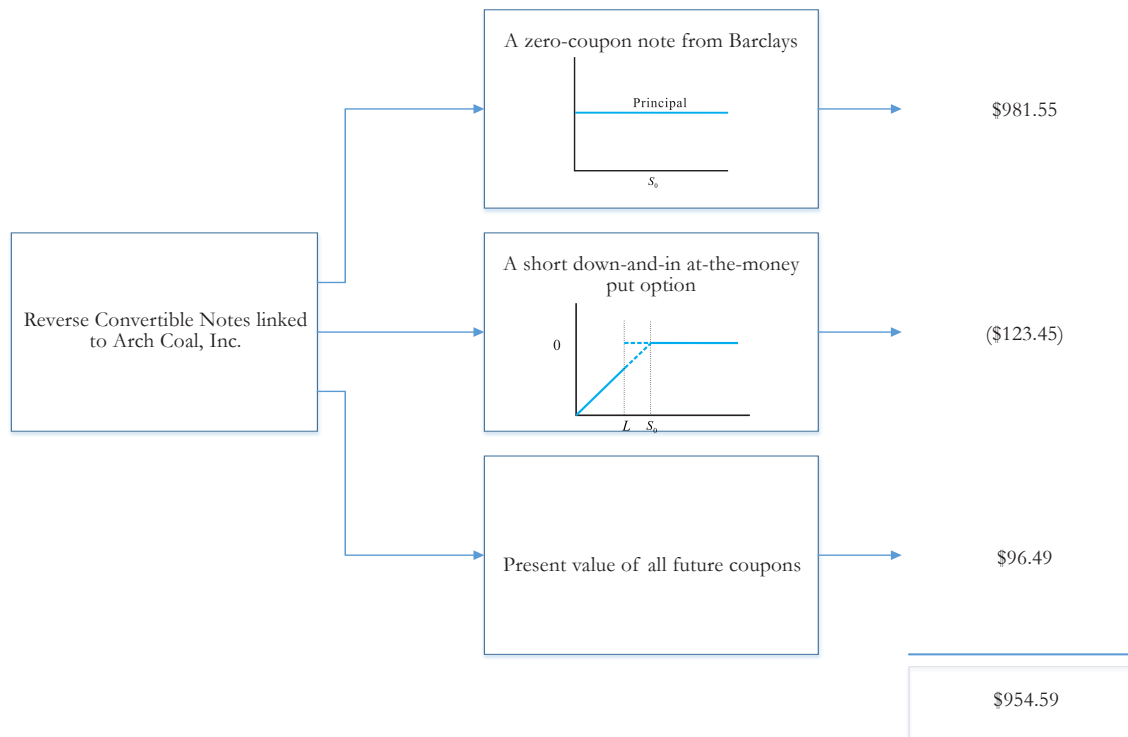 A zero-coupon note from Barclays
Principal
S₀
$981.55
Reverse Convertible Notes linked
to Arch Coal, Inc.
A short down-and-in at-the-money
put option
0
L S₀
($123.45)
Present value of all future coupons
$96.49
$954.59